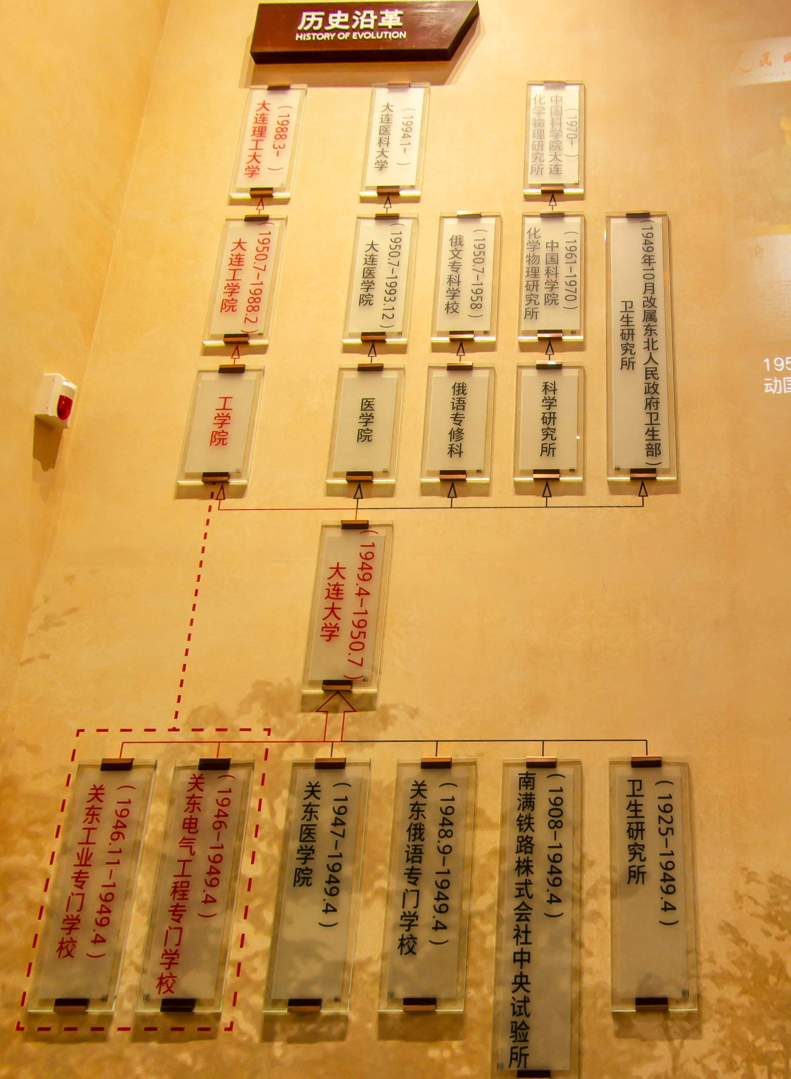 历史沿革
HISTORY OF EVOLUTION
(1988.3- )
大连理工大学
(1994.1- )
大连医科大学
(1970- )
中国科学院大连
化学物理研究所
(1950.7-1988.2)
大连工学院
(1950.7-1993.12)
大连医学院
(1950.7-1958)
俄文专科学校
(1961-1970)
中国科学院
化学物理研究所
(1949年10月改属东北人民政府卫生部)
卫生研究所
工学院
医学院
俄语专修科
科学研究所
(1949.4-1950.7)
大连大学
(1946.11-1949.4)
关东工业专门学校
(1946-1949.4)
关东电气工程专门学校
(1947-1949.4)
关东医学院
(1948.9-1949.4)
关东俄语专门学校
(1908-1949.4)
南满铁路株式会社中央试验所
(1925-1949.4)
卫生研究所
195
动国